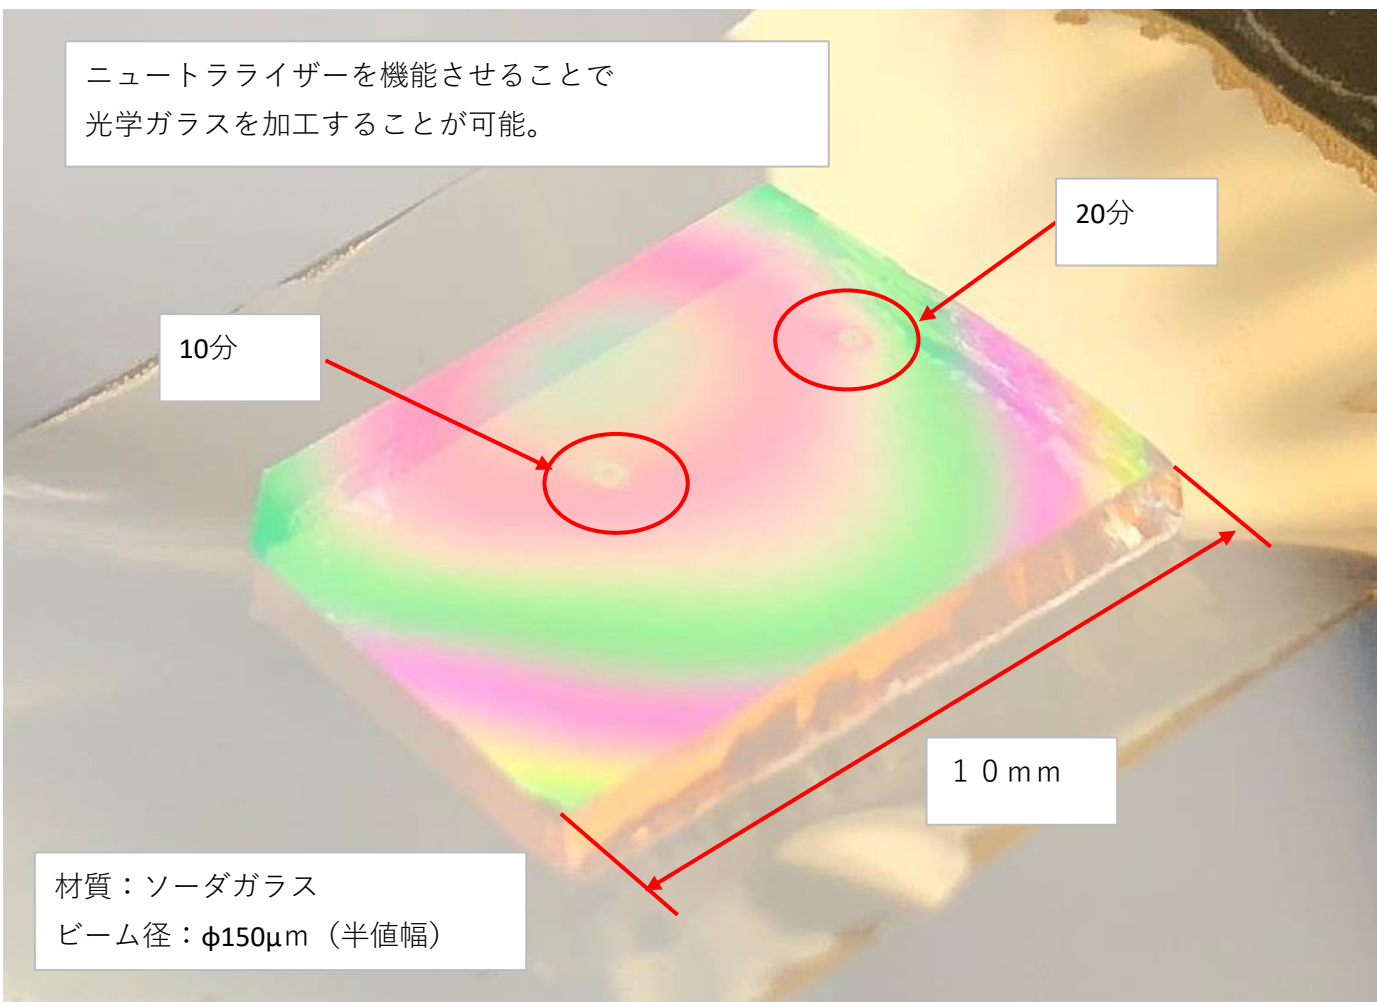 ニュートラライザーを機能させることで
光学ガラスを加工することが可能。
20分
10分
１０ｍｍ
材質：ソーダガラス
ビーム径：φ150μｍ（半値幅）